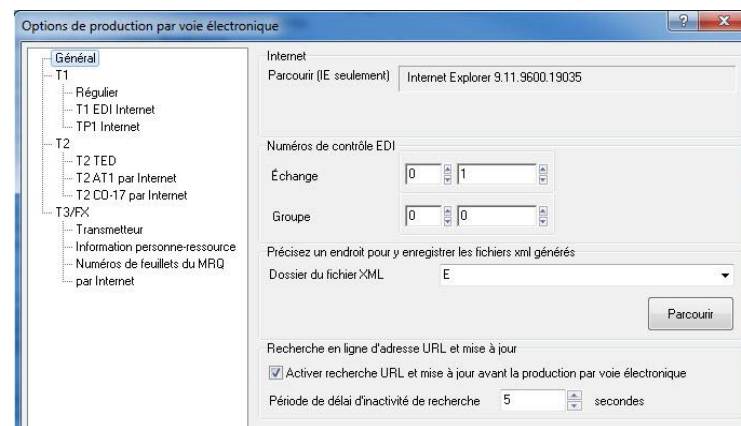 Options de production par voie électronique
Général
T1
Régulier
T1 EDI Internet
TP1 Internet
T2
T2 TED
T2 AT1 par Internet
T2 CO-17 par Internet
T3/FX
Transmetteur
Information personne-ressource
Numéros de feuillets du MRQ
par Internet
Internet
Parcourir (IE seulement) Internet Explorer 9.11.9600.19035
Numéros de contrôle EDI
Échange 0 1
Groupe 0 0
Précisez un endroit pour y enregistrer les fichiers xml générés
Dossier du fichier XML E
Parcourir
Recherche en ligne d'adresse URL et mise à jour
Activer recherche URL et mise à jour avant la production par voie électronique
Période de délai d'inactivité de recherche 5 secondes